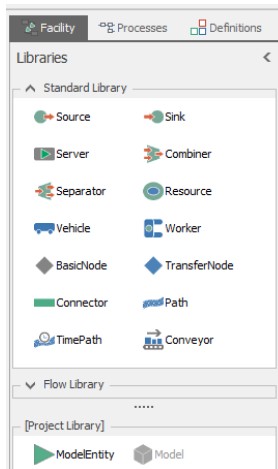 Facility Processes Definitions
Libraries
Standard Library
Source Sink
Server Combiner
Separator Resource
Vehicle Worker
BasicNode TransferNode
Connector Path
TimePath Conveyor
Flow Library
[Project Library]
ModelEntity Model